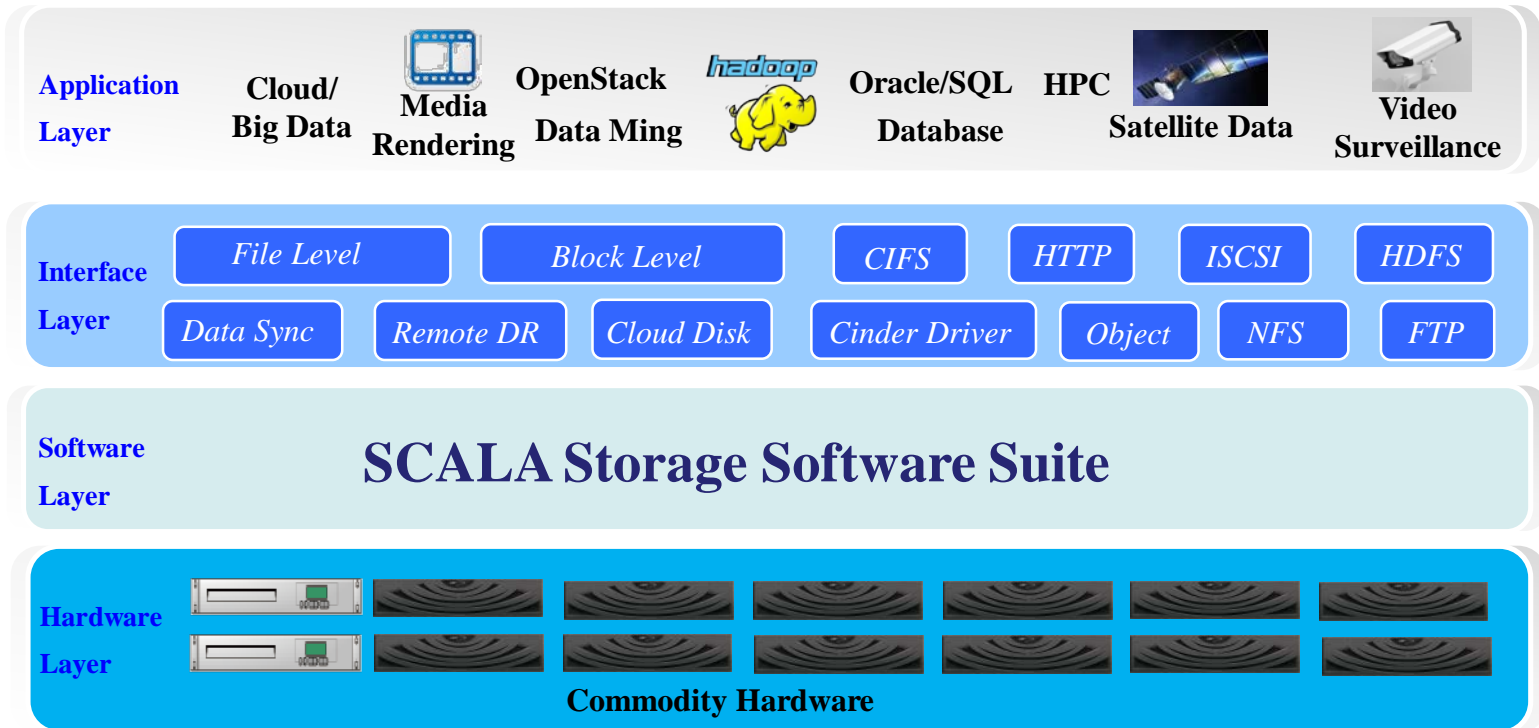 Application
Layer
Cloud/
Big Data
Media
Rendering
OpenStack
Data Ming
hadoop
Oracle/SQL
Database
HPC
Satellite Data
Video
Surveillance
Interface
Layer
File Level
Block Level
CIFS
HTTP
ISCSI
HDFS
Data Sync
Remote DR
Cloud Disk
Cinder Driver
Object
NFS
FTP
Software
Layer
SCALA Storage Software Suite
Hardware
Layer
Commodity Hardware